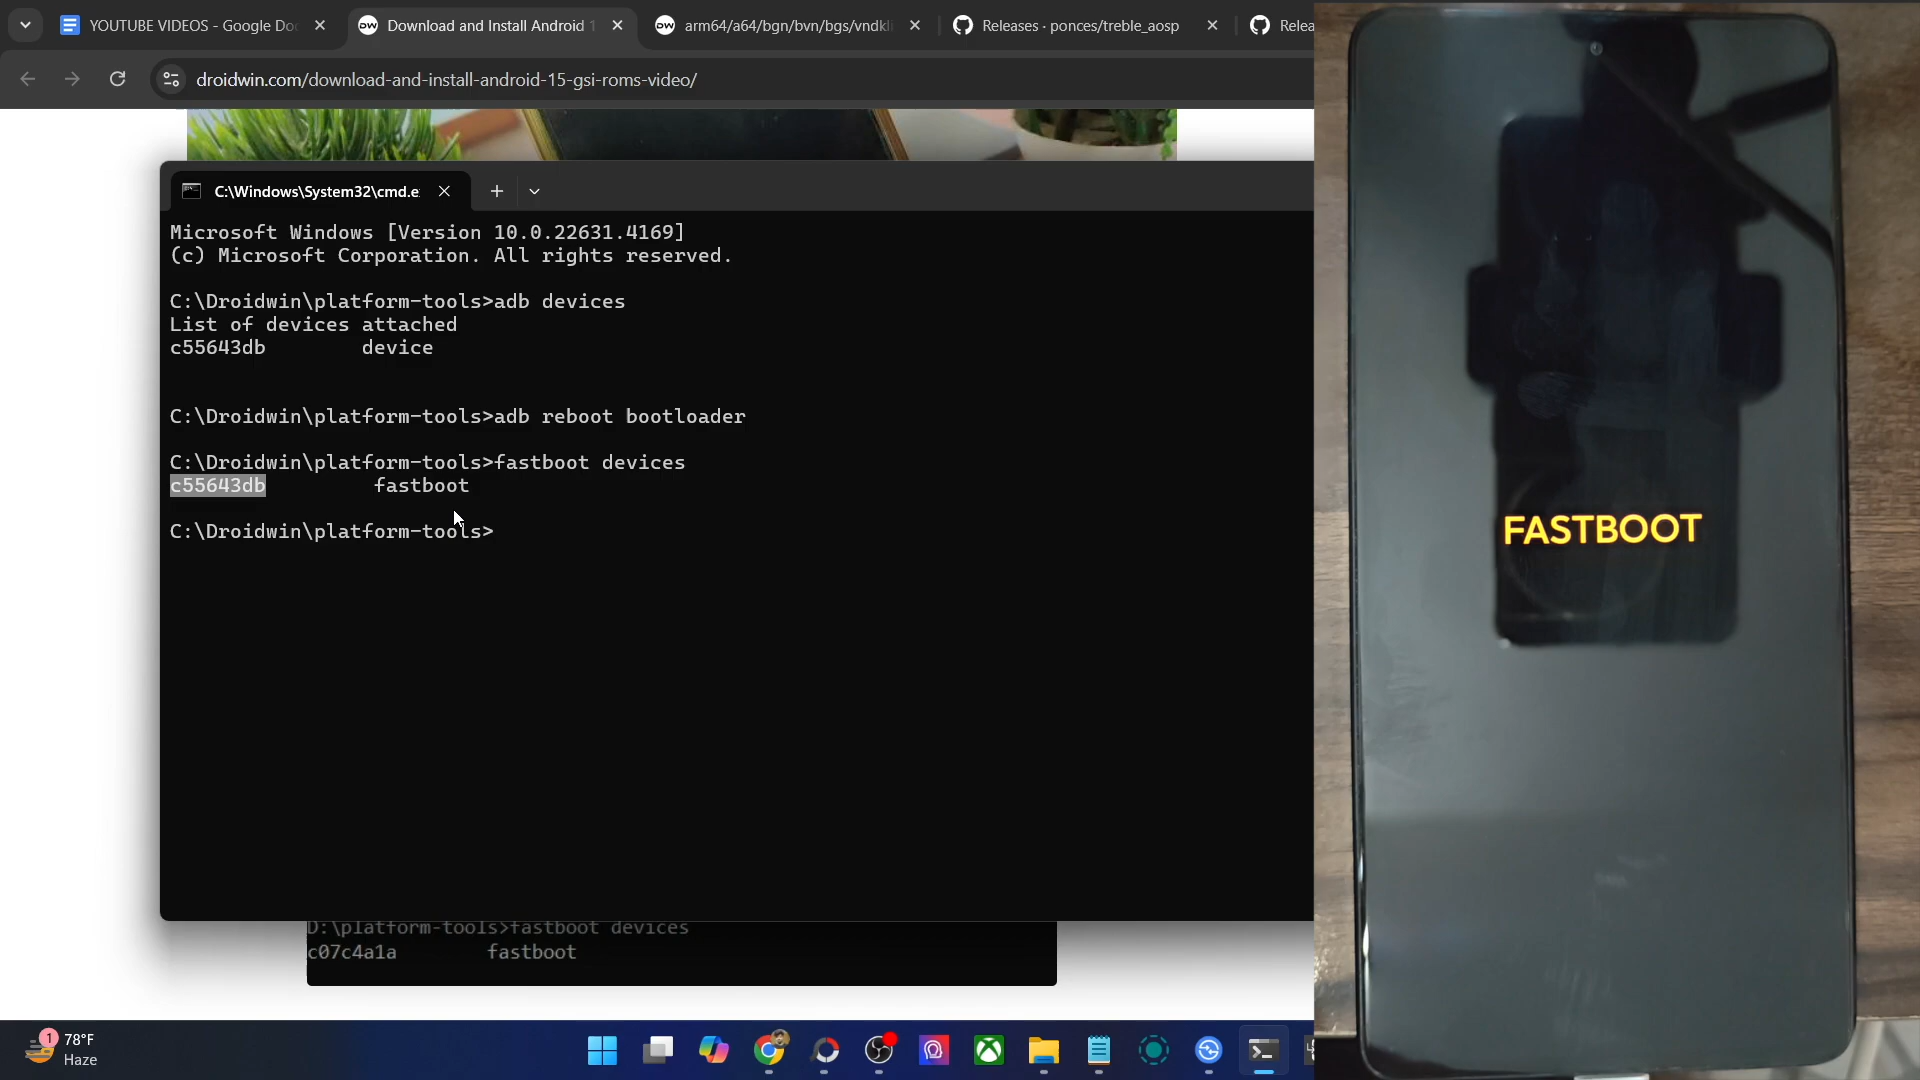 YOUTUBE VIDEOS - Google Do
Download and Install Android 1
arm64/a64/bgn/bvn/bgs/vndkli
Releases · ponces/treble_aosp
Relea
droidwin.com/download-and-install-android-15-gsi-roms-video/
C:\Windows\System32\cmd.e
Microsoft Windows [Version 10.0.22631.4169]
(c) Microsoft Corporation. All rights reserved.
C:\Droidwin\platform-tools>adb devices
List of devices attached
c55643db device
C:\Droidwin\platform-tools>adb reboot bootloader
C:\Droidwin\platform-tools>fastboot devices
c55643db fastboot
C:\Droidwin\platform-tools>
D:\platform-tools>fastboot devices
c07c4a1a fastboot
FASTBOOT
1
78°F
Haze